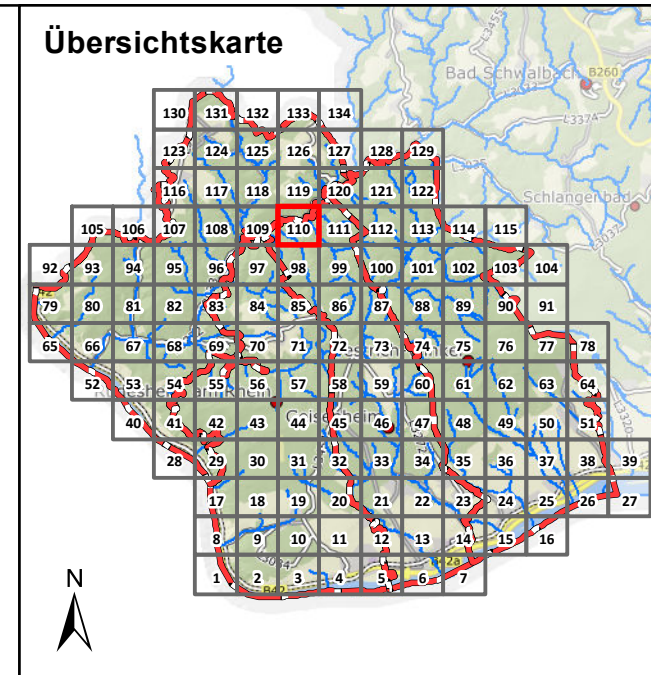 Übersichtskarte
L3455
Bad Schwalbach
B260
L3374
130 131 132 133 134
123 124 125 126 127 128 129
L3035
116 117 118 119 120 121 122
Schlangenbad
105 106 107 108 109 110 111 112 113 114 115
L3037
92 93 94 95 96 97 98 99 100 101 102 103 104
79 80 81 82 83 84 85 86 87 88 89 90 91
65 66 67 68 69 70 71 72 73 74 75 76 77 78
52 53 54 55 56 57 58 59 60 61 62 63 64
40 41 42 43 44 45 46 47 48 49 50 51
Geisenheim
L3320
28 29 30 31 32 33 34 35 36 37 38 39
17 18 19 20 21 22 23 24 25 26 27
8 9 10 11 12 13 14 15 16
L3034
B42a
1 2 3 4 5 6 7
B42
N